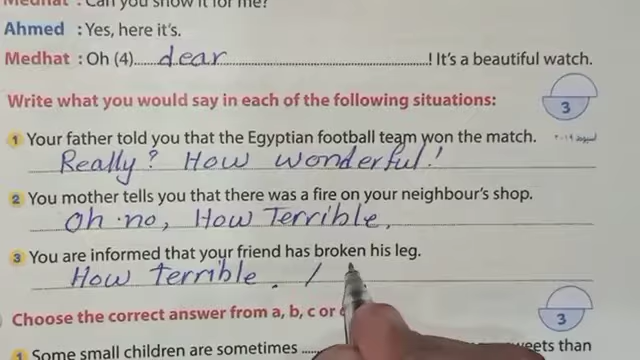 Medhat : Can you show it for me?
Ahmed : Yes, here it's.
Medhat : Oh (4)....dear....! It's a beautiful watch.
Write what you would say in each of the following situations:
3
1 Your father told you that the Egyptian football team won the match.
Really? How wonderful!
2 You mother tells you that there was a fire on your neighbour's shop.
Oh no, How Terrible,
3 You are informed that your friend has broken his leg.
How terrible. /
Choose the correct answer from a, b, c or
3
1 Some small children are sometimes ..... sweets than